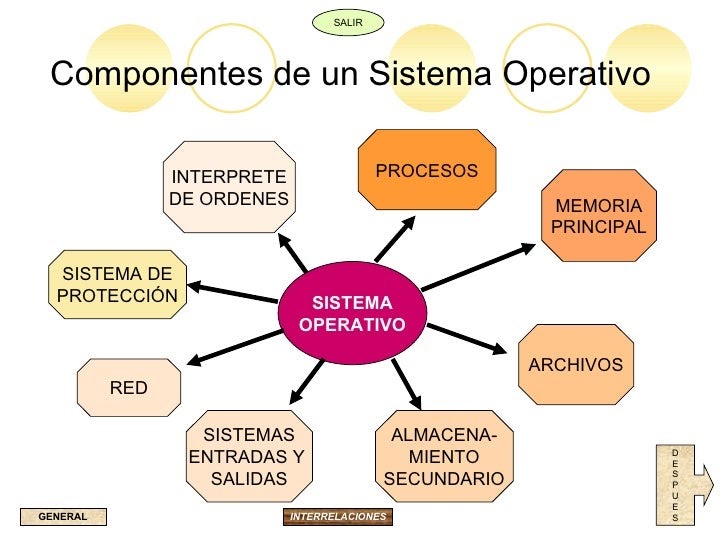 SALIR
Componentes de un Sistema Operativo
INTERPRETE
DE ORDENES
PROCESOS
MEMORIA
PRINCIPAL
SISTEMA DE
PROTECCIÓN
SISTEMA
OPERATIVO
ARCHIVOS
RED
SISTEMAS
ENTRADAS Y
SALIDAS
ALMACENA-
MIENTO
SECUNDARIO
DESPUES
GENERAL
INTERRELACIONES